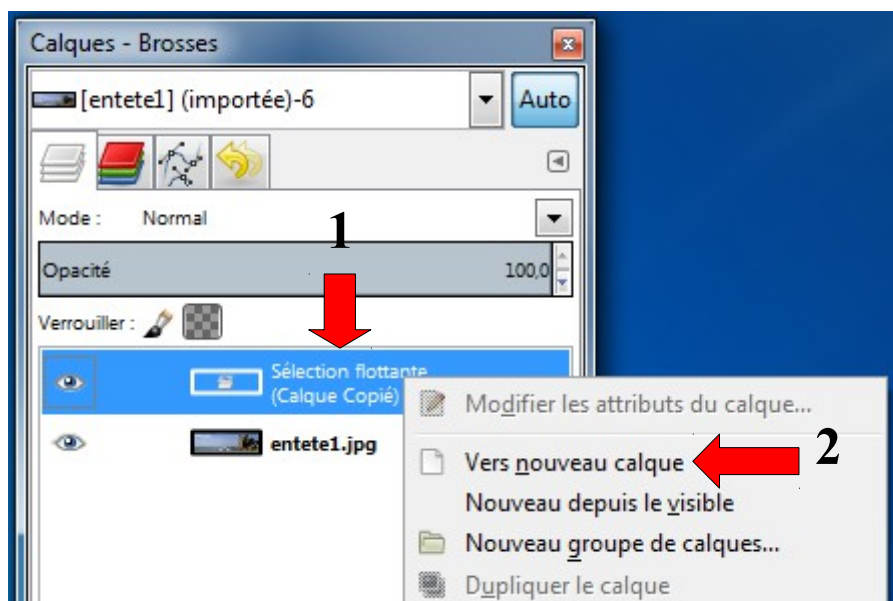 Calques - Brosses
[entete1] (importée)-6
Auto
Mode : Normal
1
Opacité 100,0
Verrouiller :
Sélection flottante
(Calque Copié)
entete1.jpg
Modifier les attributs du calque...
Vers nouveau calque
2
Nouveau depuis le visible
Nouveau groupe de calques...
Dupliquer le calque